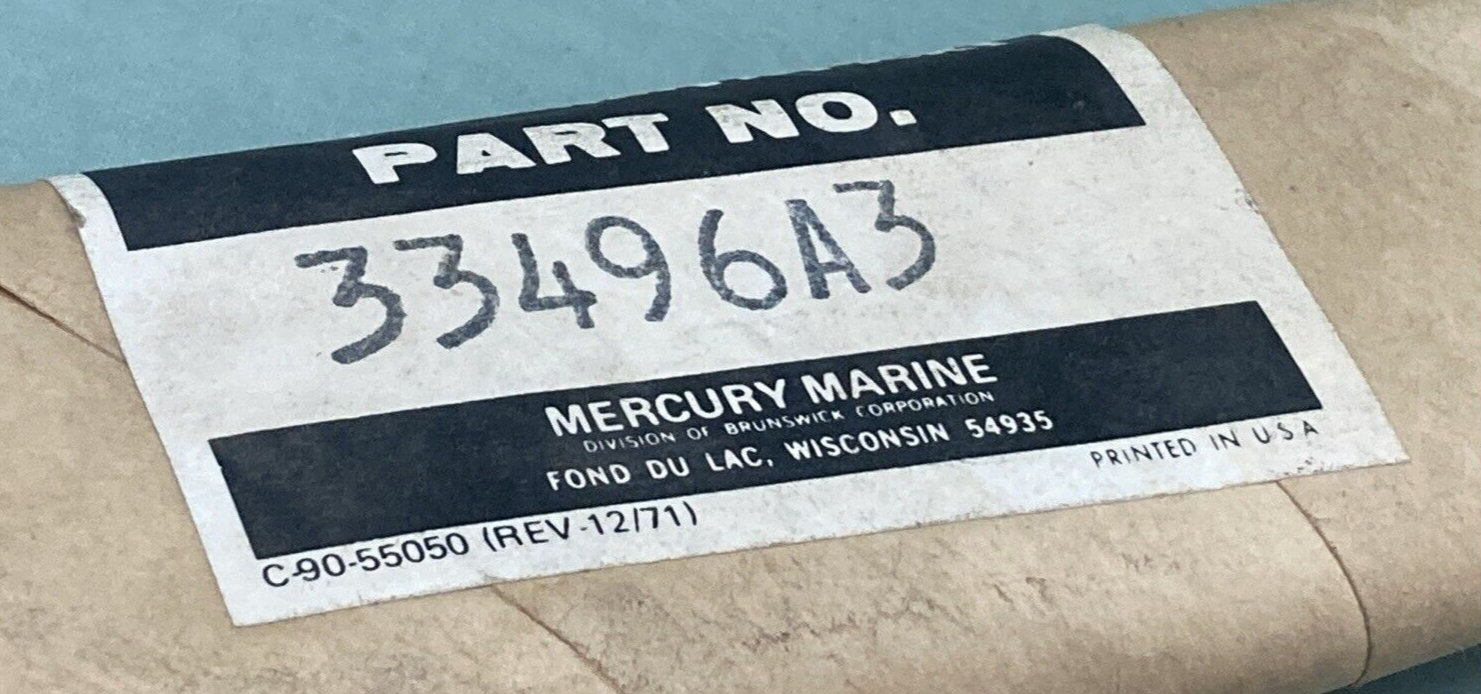 PART NO.
33496A3
MERCURY MARINE
DIVISION OF BRUNSWICK CORPORATION
FOND DU LAC, WISCONSIN 54935
PRINTED IN USA
C-90-55050 (REV-12/71)